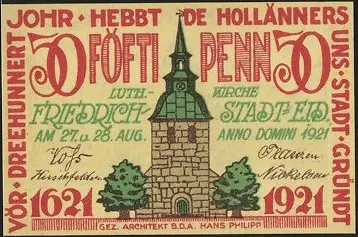 VÖR · DREEHUNNERT JOHR · HEBBT DE HOLLÄNNERS UNS · STADT · GRÜNDT
50 FÖFTI PENN 50
LUTH- KIRCHE
FRIEDRICH- STADT-EID.
AM 27. u. 28. AUG. ANNO DOMINI 1921
1621 1921
GEZ. ARCHITEKT B.D.A. HANS PHILIPP